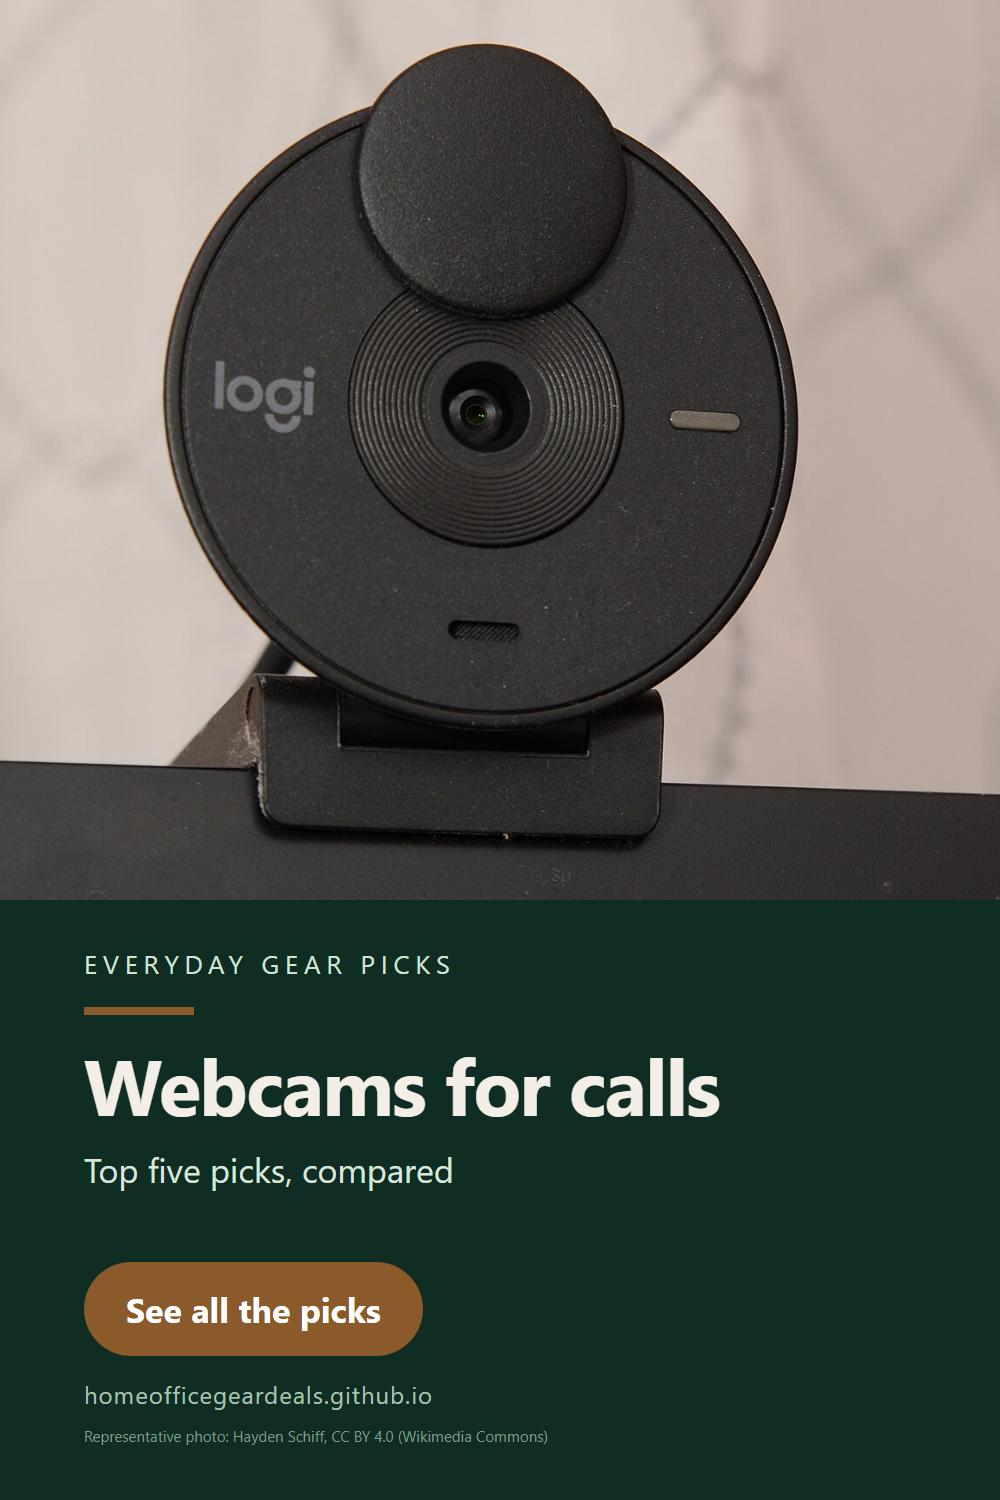 logi
EVERYDAY GEAR PICKS
Webcams for calls
Top five picks, compared
See all the picks
homeofficegeardeals.github.io
Representative photo: Hayden Schiff, CC BY 4.0 (Wikimedia Commons)